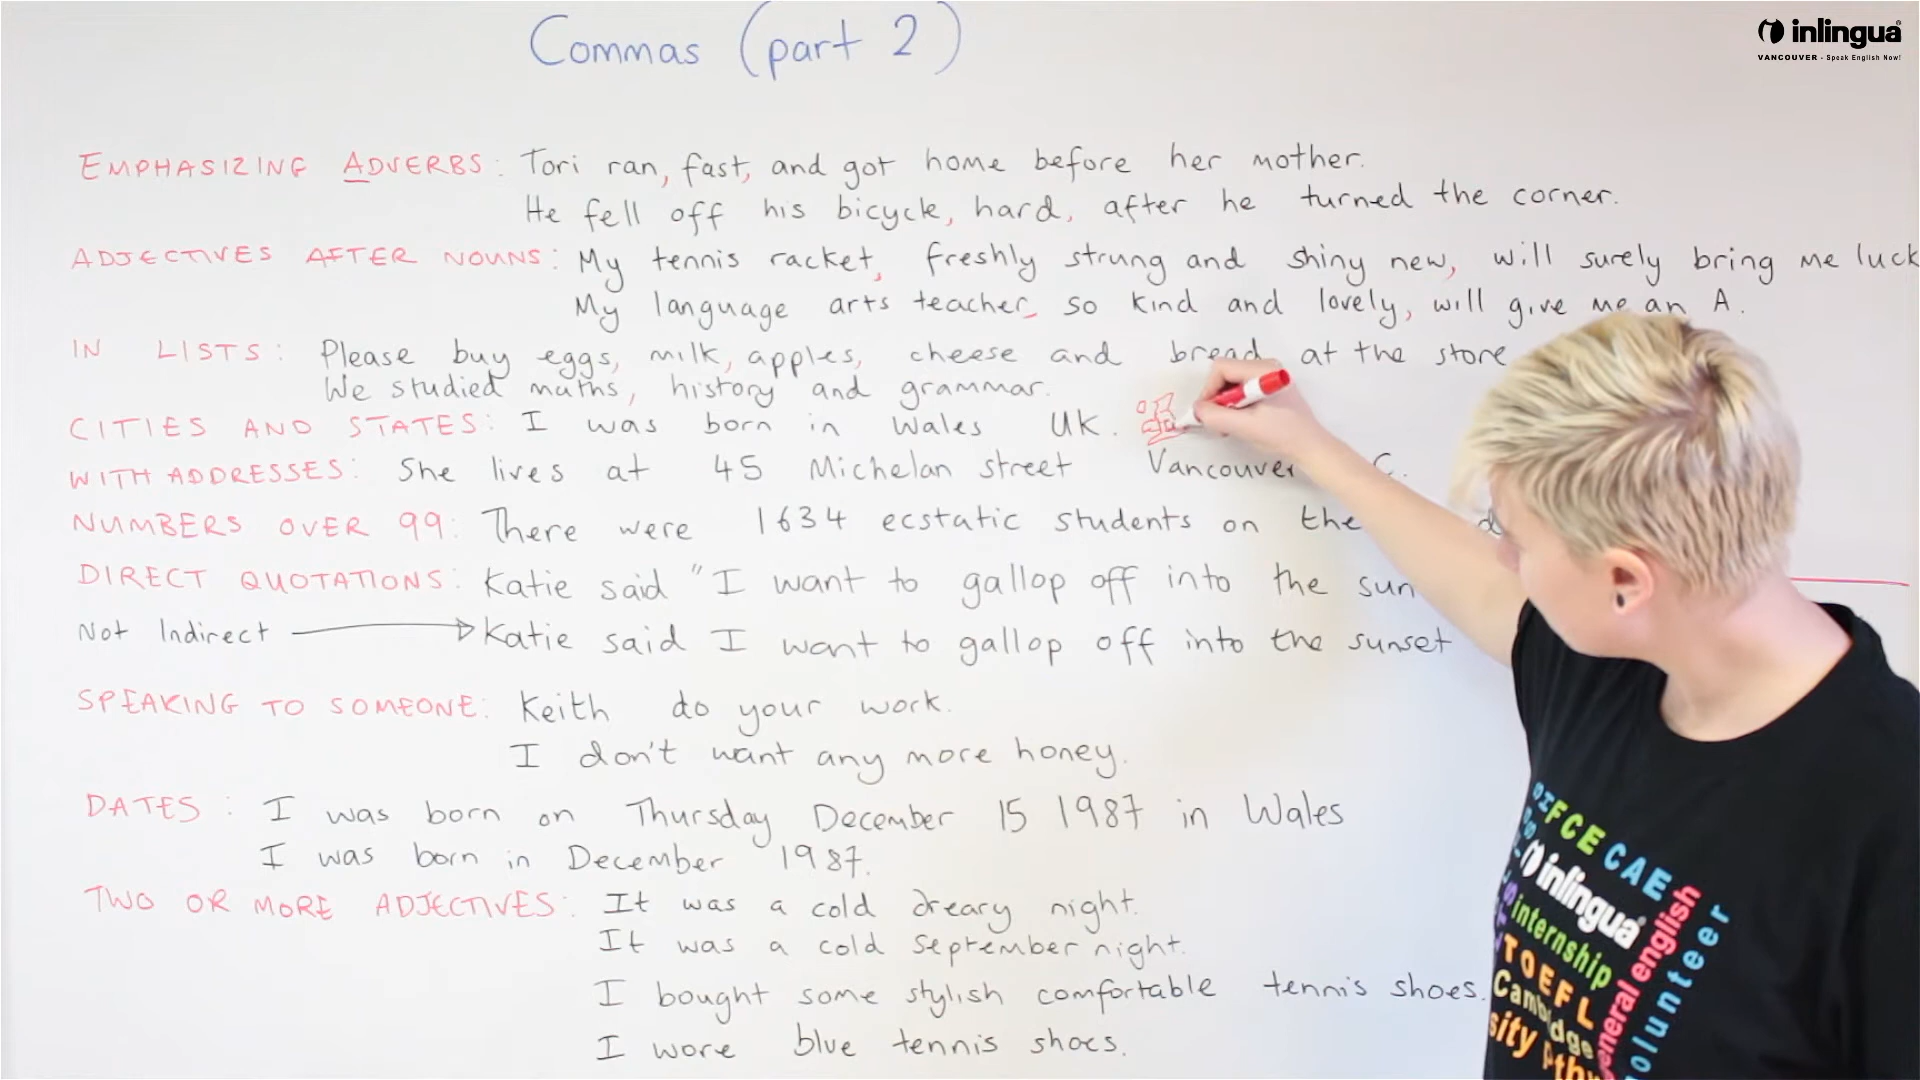 Commas (part 2)
inlingua®
VANCOUVER - Speak English Now!
EMPHASIZING ADVERBS: Tori ran, fast, and got home before her mother.
He fell off his bicycle, hard, after he turned the corner.
ADJECTIVES AFTER NOUNS: My tennis racket, freshly strung and shiny new, will surely bring me luck
My language arts teacher, so kind and lovely, will give me an A.
IN LISTS: Please buy eggs, milk, apples, cheese and bread at the store
We studied maths, history and grammar.
CITIES AND STATES: I was born in Wales UK.
WITH ADDRESSES: She lives at 45 Michelan street Vancouver C.
NUMBERS OVER 99: There were 1634 ecstatic students on the
DIRECT QUOTATIONS: Katie said "I want to gallop off into the sun
Not Indirect → Katie said I want to gallop off into the sunset
SPEAKING TO SOMEONE: Keith do your work.
I don't want any more honey.
DATES: I was born on Thursday December 15 1987 in Wales
I was born in December 1987.
TWO OR MORE ADJECTIVES: It was a cold dreary night.
It was a cold September night.
I bought some stylish comfortable tennis shoes.
I wore blue tennis shoes.
FCE CAE
inlingua
internship
general english
volunteer
TOEFL
Cambridge